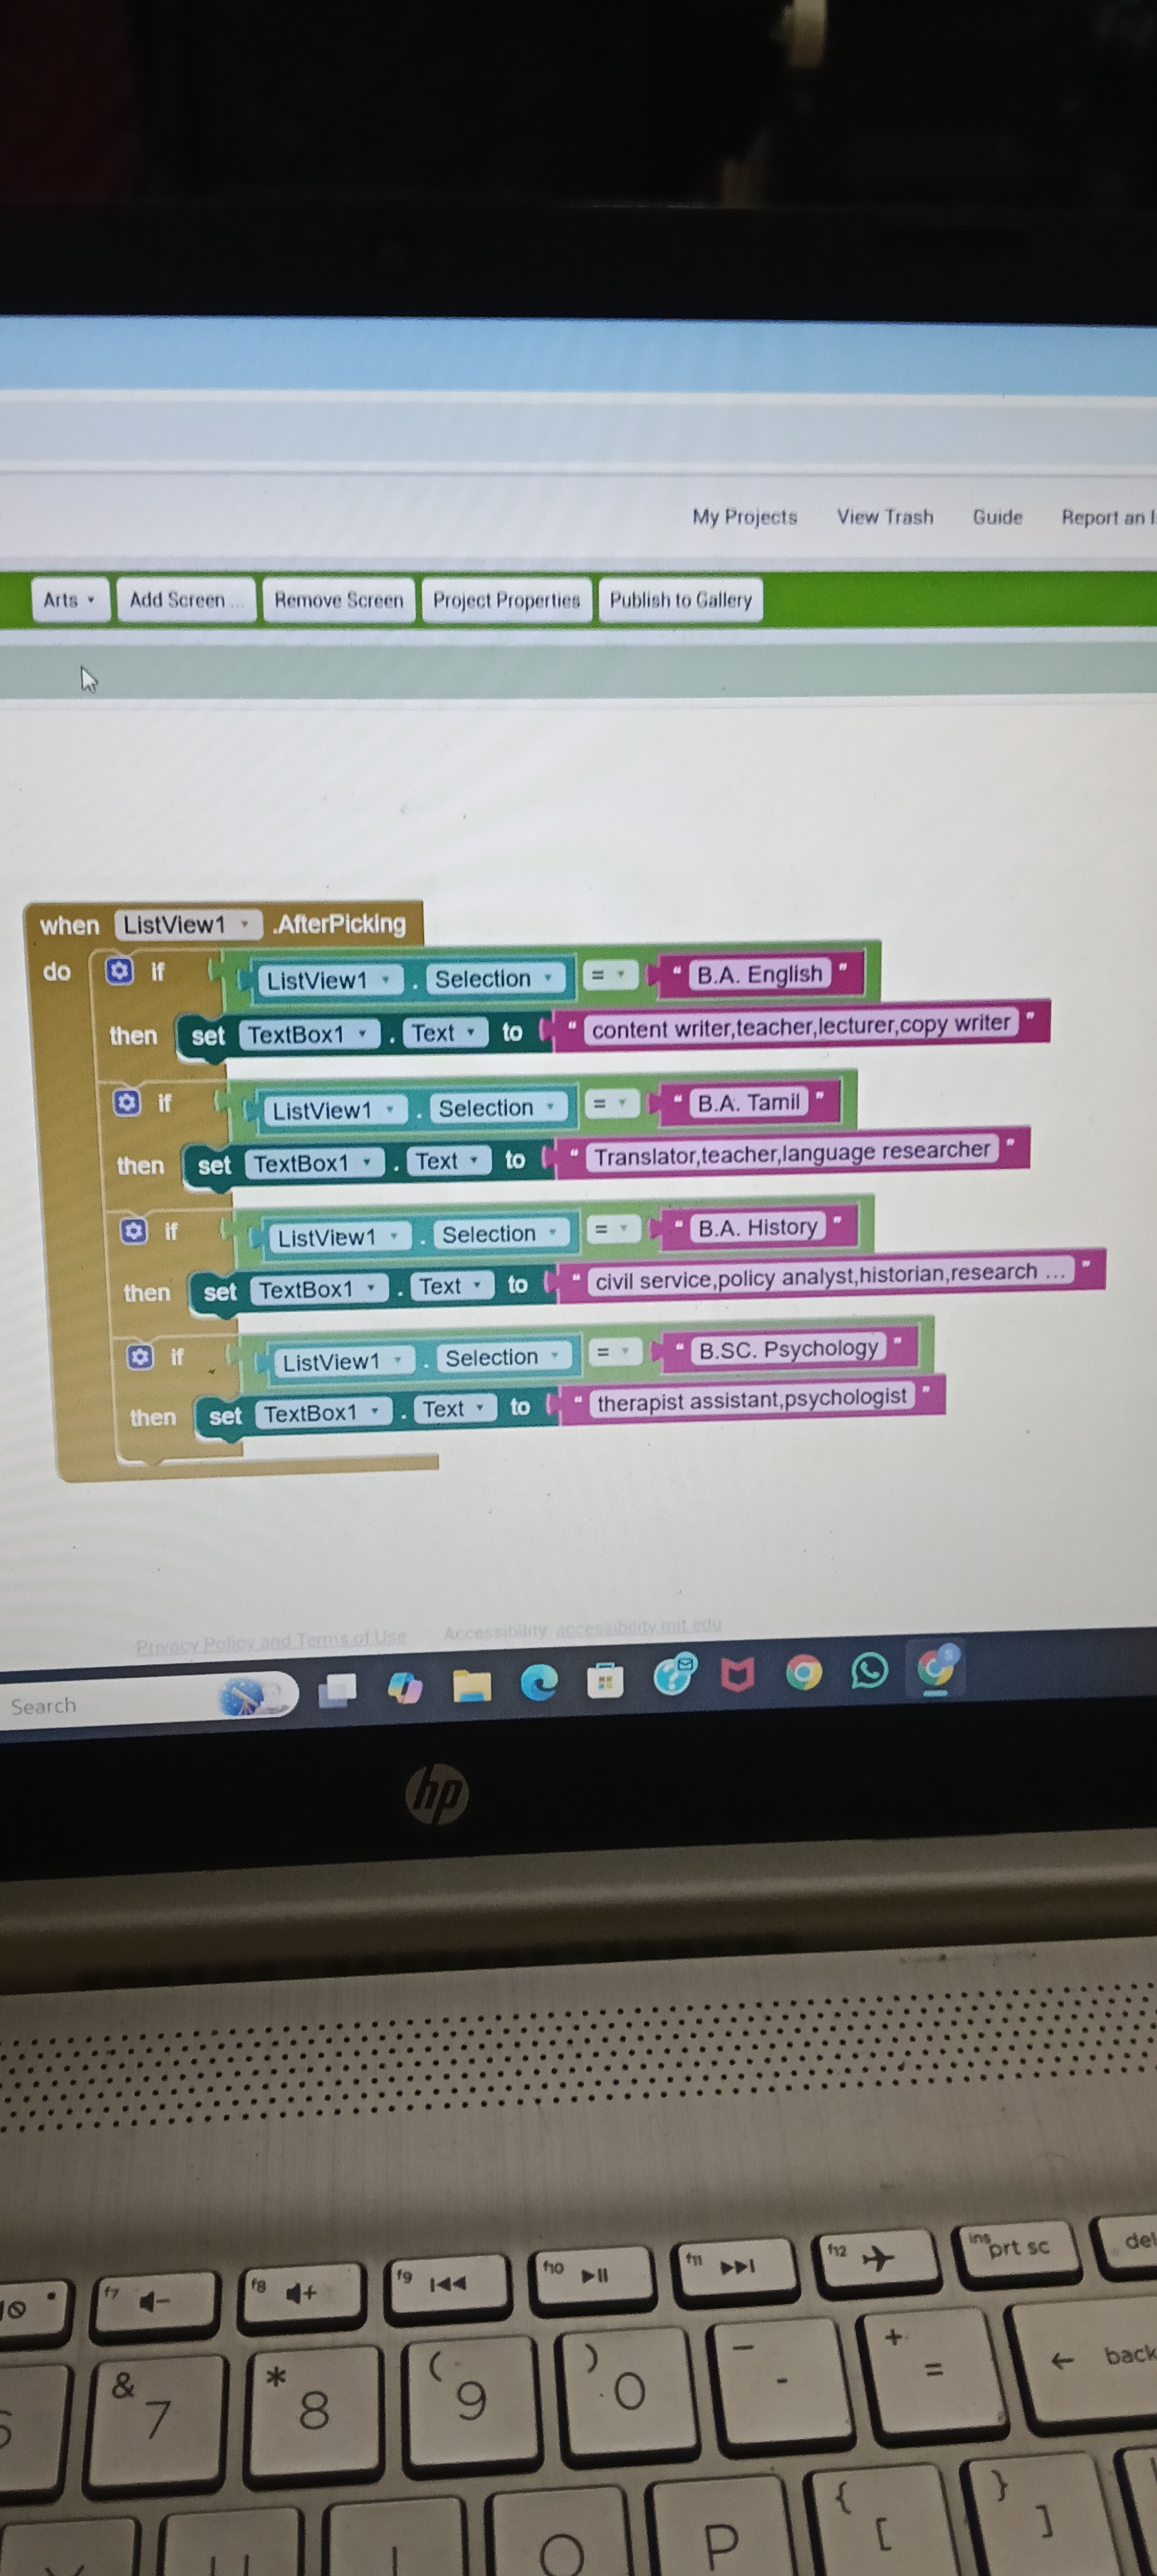 My Projects View Trash Guide Report an I
Arts Add Screen ... Remove Screen Project Properties Publish to Gallery
when ListView1 .AfterPicking
do if ListView1 . Selection = " B.A. English "
then set TextBox1 . Text to " content writer,teacher,lecturer,copy writer "
if ListView1 . Selection = " B.A. Tamil "
then set TextBox1 . Text to " Translator,teacher,language researcher "
if ListView1 . Selection = " B.A. History "
then set TextBox1 . Text to " civil service,policy analyst,historian,research ... "
if ListView1 . Selection = " B.SC. Psychology "
then set TextBox1 . Text to " therapist assistant,psychologist "
Privacy Policy and Terms of Use Accessibility: accessibility.mit.edu
Search
hp
f7 f8 f9 f10 f11 f12 ins prt sc del
& 7 * 8 ( 9 ) 0 _ - + = ← back
O P { [ } ]